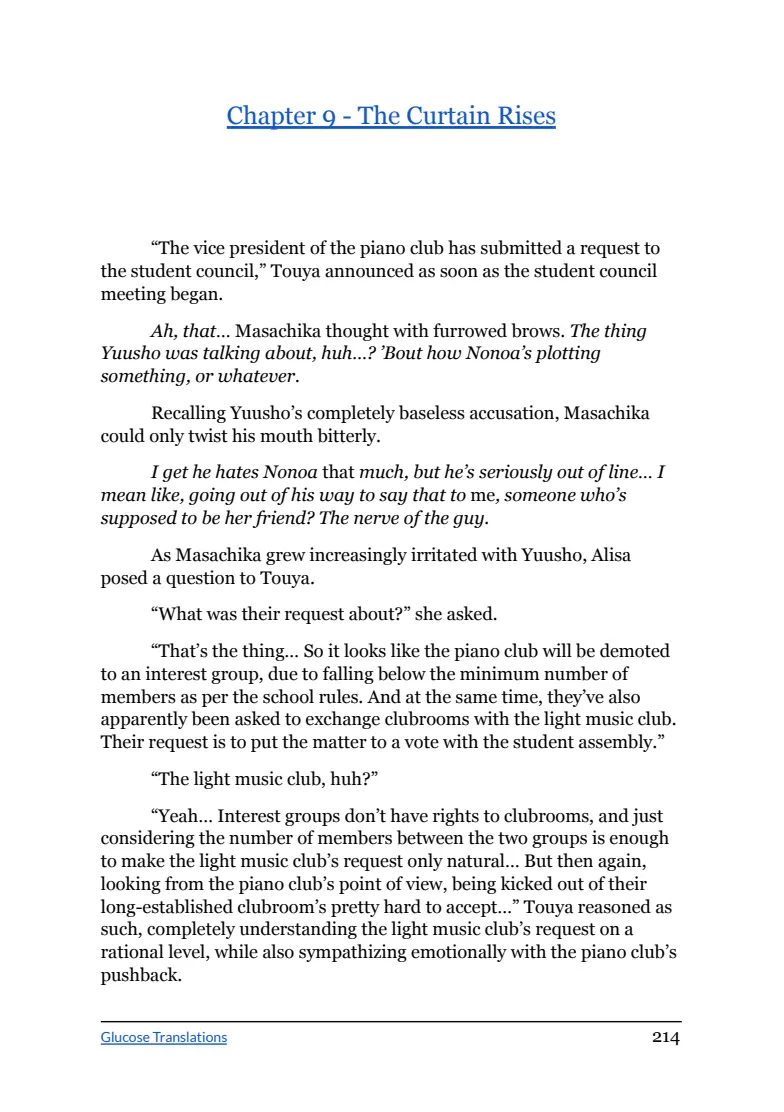 Chapter 9 - The Curtain Rises
“The vice president of the piano club has submitted a request to
the student council,” Touya announced as soon as the student council
meeting began.
Ah, that… Masachika thought with furrowed brows. The thing
Yuusho was talking about, huh…? ’Bout how Nonoa’s plotting
something, or whatever.
Recalling Yuusho’s completely baseless accusation, Masachika
could only twist his mouth bitterly.
I get he hates Nonoa that much, but he’s seriously out of line… I
mean like, going out of his way to say that to me, someone who’s
supposed to be her friend? The nerve of the guy.
As Masachika grew increasingly irritated with Yuusho, Alisa
posed a question to Touya.
“What was their request about?” she asked.
“That’s the thing… So it looks like the piano club will be demoted
to an interest group, due to falling below the minimum number of
members as per the school rules. And at the same time, they’ve also
apparently been asked to exchange clubrooms with the light music club.
Their request is to put the matter to a vote with the student assembly.”
“The light music club, huh?”
“Yeah… Interest groups don’t have rights to clubrooms, and just
considering the number of members between the two groups is enough
to make the light music club’s request only natural… But then again,
looking from the piano club’s point of view, being kicked out of their
long-established clubroom’s pretty hard to accept…” Touya reasoned as
such, completely understanding the light music club’s request on a
rational level, while also sympathizing emotionally with the piano club’s
pushback.
Glucose Translations
214